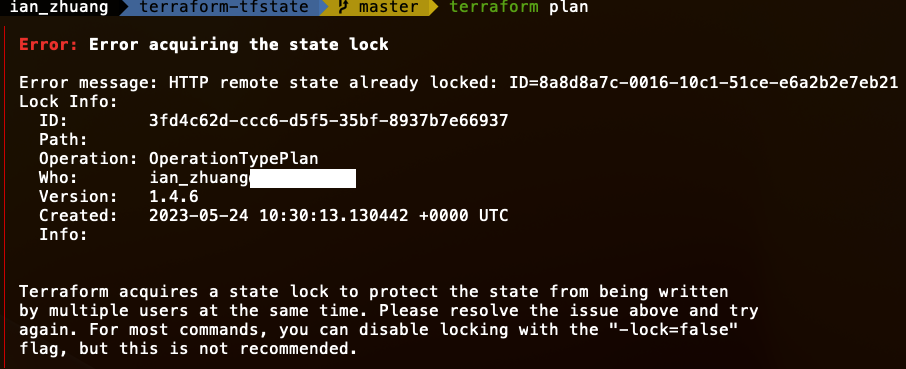 ian_zhuang terraform-tfstate master terraform plan
Error: Error acquiring the state lock
Error message: HTTP remote state already locked: ID=8a8d8a7c-0016-10c1-51ce-e6a2b2e7eb21
Lock Info:
ID: 3fd4c62d-ccc6-d5f5-35bf-8937b7e66937
Path:
Operation: OperationTypePlan
Who: ian_zhuang
Version: 1.4.6
Created: 2023-05-24 10:30:13.130442 +0000 UTC
Info:
Terraform acquires a state lock to protect the state from being written
by multiple users at the same time. Please resolve the issue above and try
again. For most commands, you can disable locking with the "-lock=false"
flag, but this is not recommended.